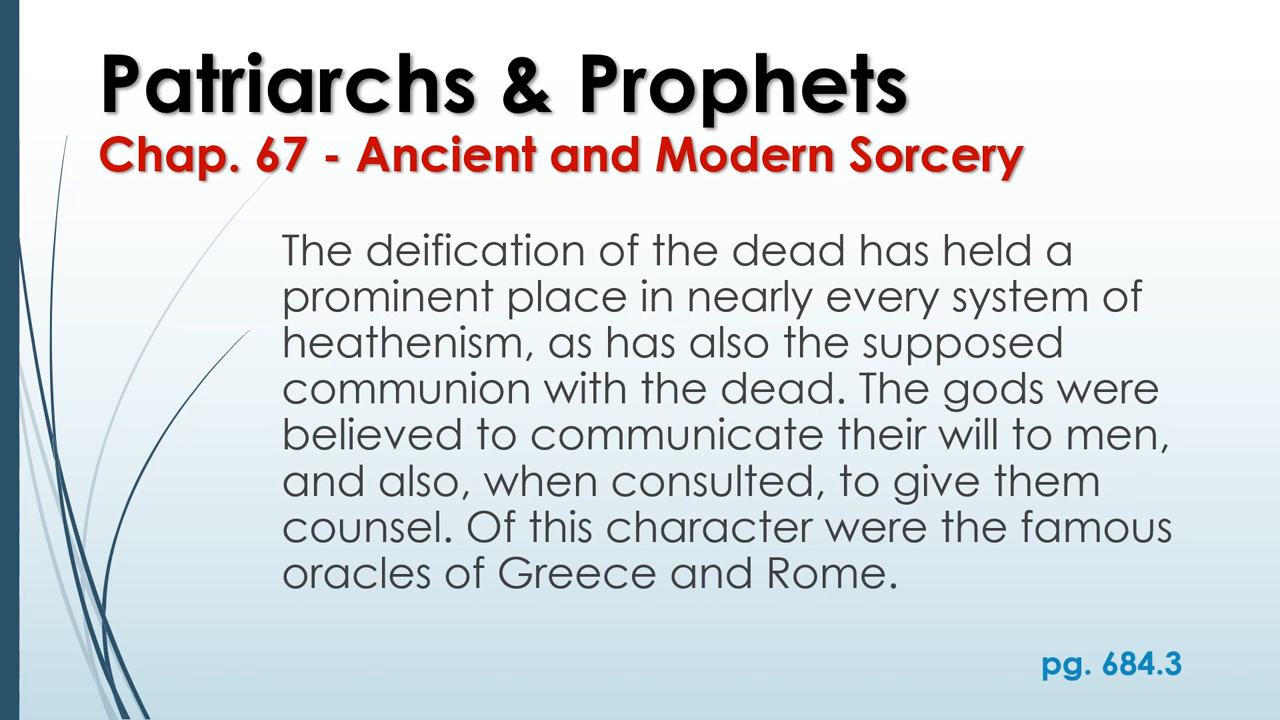 Patriarchs & Prophets
Chap. 67 - Ancient and Modern Sorcery
The deification of the dead has held a
prominent place in nearly every system of
heathenism, as has also the supposed
communion with the dead. The gods were
believed to communicate their will to men,
and also, when consulted, to give them
counsel. Of this character were the famous
oracles of Greece and Rome.
pg. 684.3